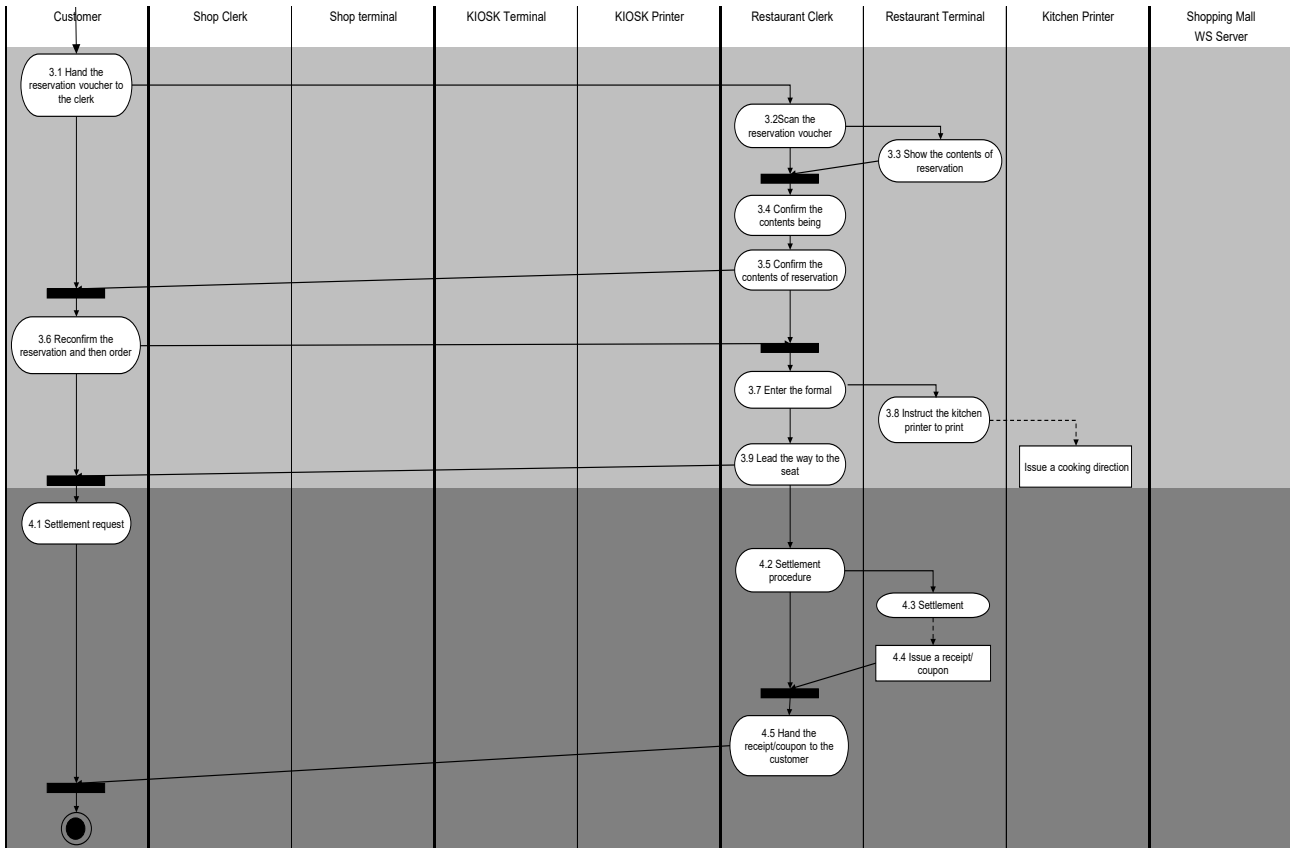 Customer
Shop Clerk
Shop terminal
KIOSK Terminal
KIOSK Printer
Restaurant Clerk
Restaurant Terminal
Kitchen Printer
Shopping Mall
WS Server
3.1 Hand the
reservation voucher to
the clerk
3.2Scan the
reservation voucher
3.3 Show the contents of
reservation
3.4 Confirm the
contents being
3.5 Confirm the
contents of reservation
3.6 Reconfirm the
reservation and then order
3.7 Enter the formal
3.8 Instruct the kitchen
printer to print
3.9 Lead the way to the
seat
Issue a cooking direction
4.1 Settlement request
4.2 Settlement
procedure
4.3 Settlement
4.4 Issue a receipt/
coupon
4.5 Hand the
receipt/coupon to the
customer